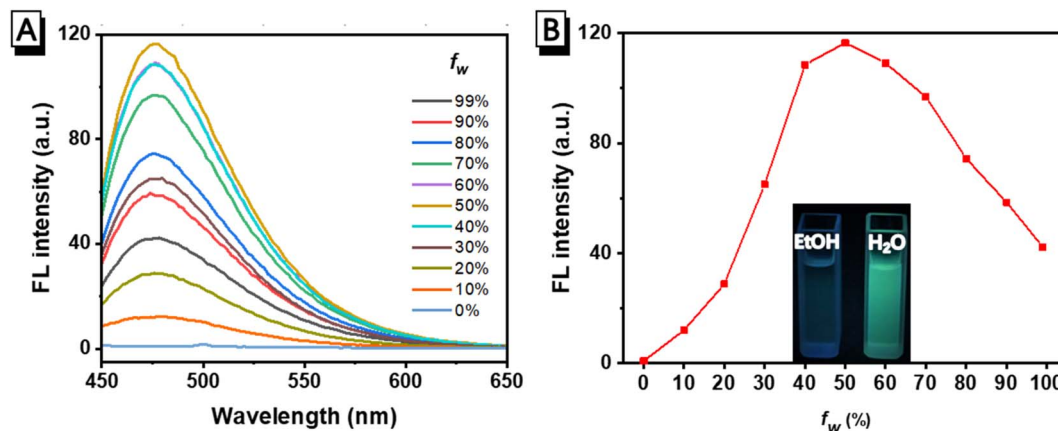 A
FL intensity (a.u.)
120
80
40
0
450
500
550
600
650
Wavelength (nm)
f_w
99%
90%
80%
70%
60%
50%
40%
30%
20%
10%
0%
B
FL intensity (a.u.)
120
80
40
0
0 10 20 30 40 50 60 70 80 90 100
f_w (%)
EtOH
H₂O